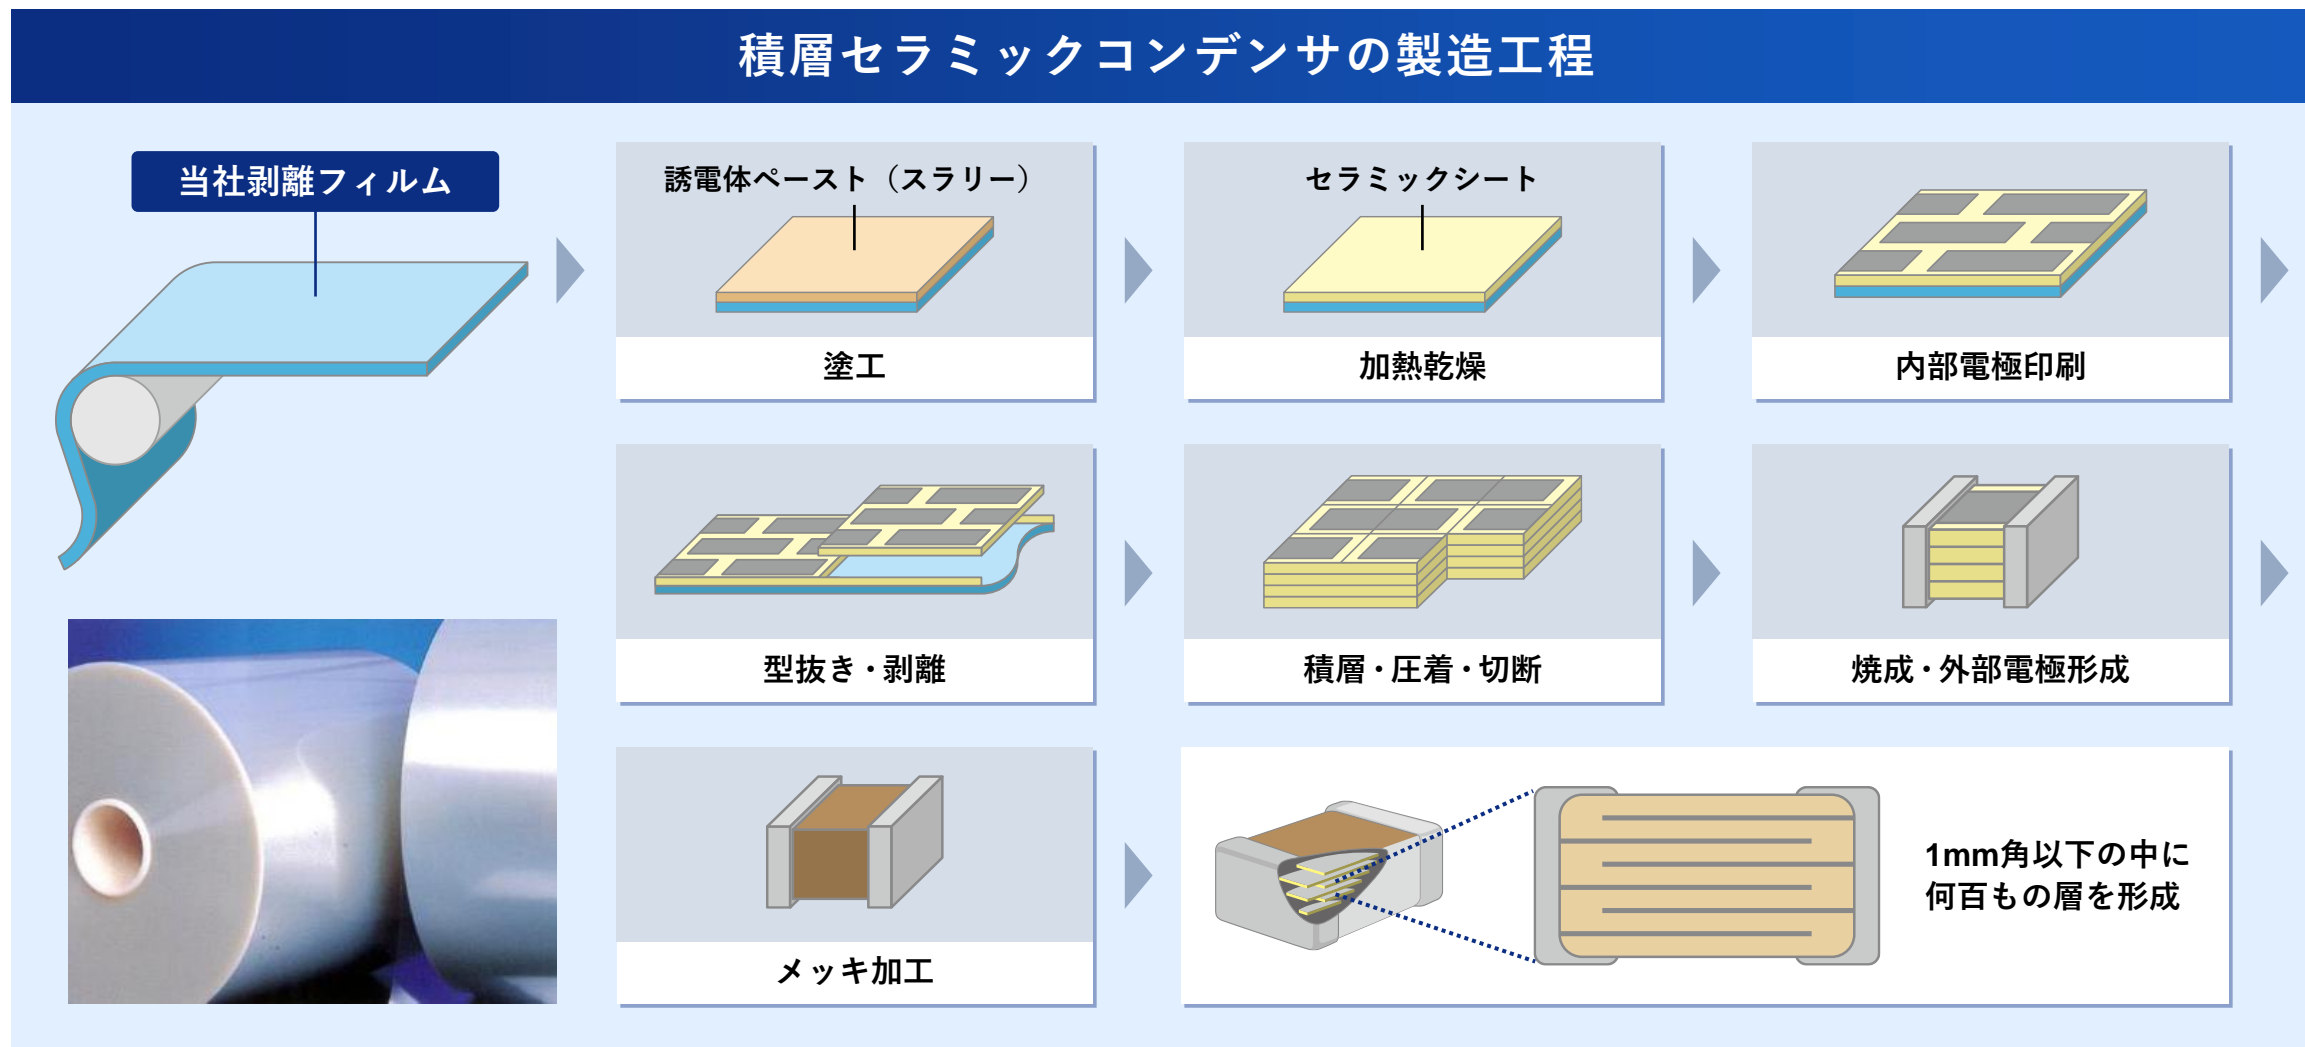 積層セラミックコンデンサの製造工程
当社剥離フィルム
誘電体ペースト（スラリー）
塗工
セラミックシート
加熱乾燥
内部電極印刷
型抜き・剥離
積層・圧着・切断
焼成・外部電極形成
メッキ加工
1mm角以下の中に
何百もの層を形成